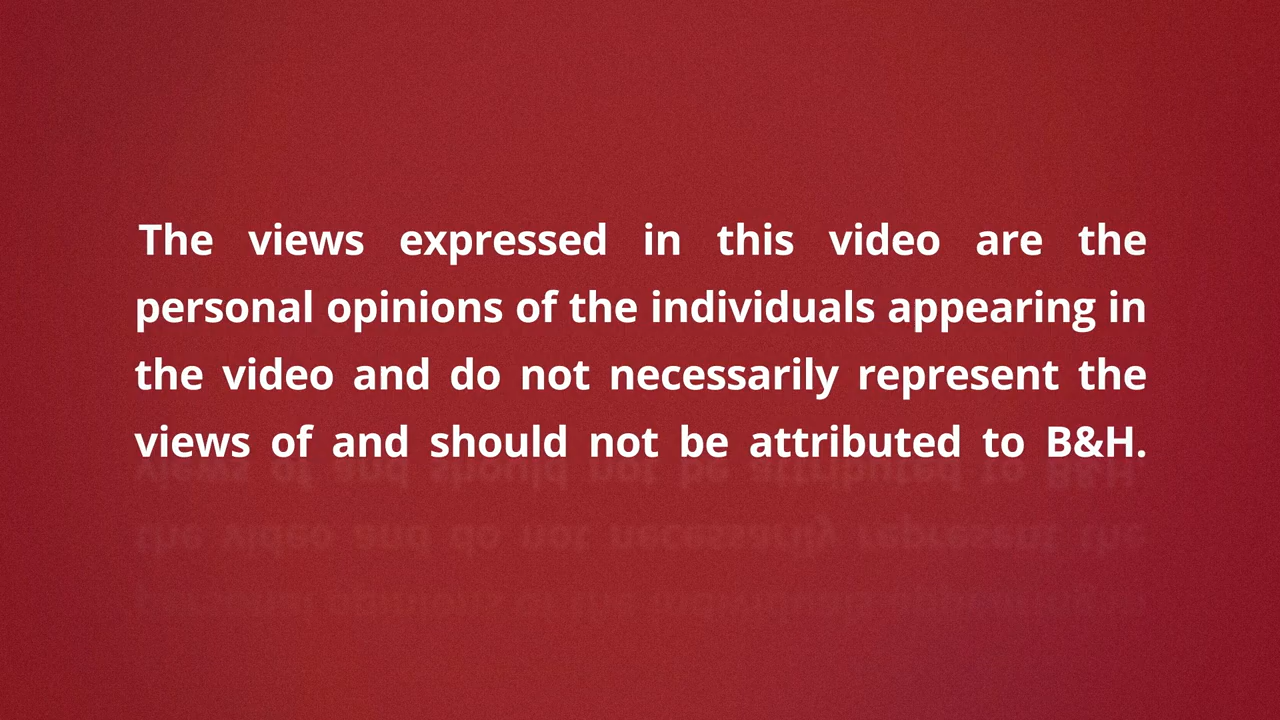 The views expressed in this video are the
personal opinions of the individuals appearing in
the video and do not necessarily represent the
views of and should not be attributed to B&H.